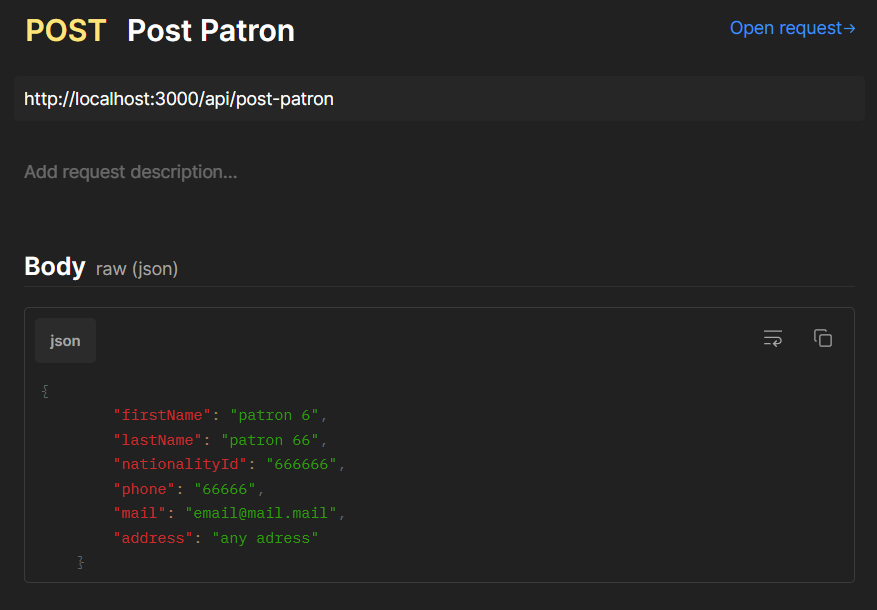 POST Post Patron
Open request→
http://localhost:3000/api/post-patron
Add request description...
Body raw (json)
json
{
"firstName": "patron 6",
"lastName": "patron 66",
"nationalityId": "666666",
"phone": "66666",
"mail": "email@mail.mail",
"address": "any adress"
}